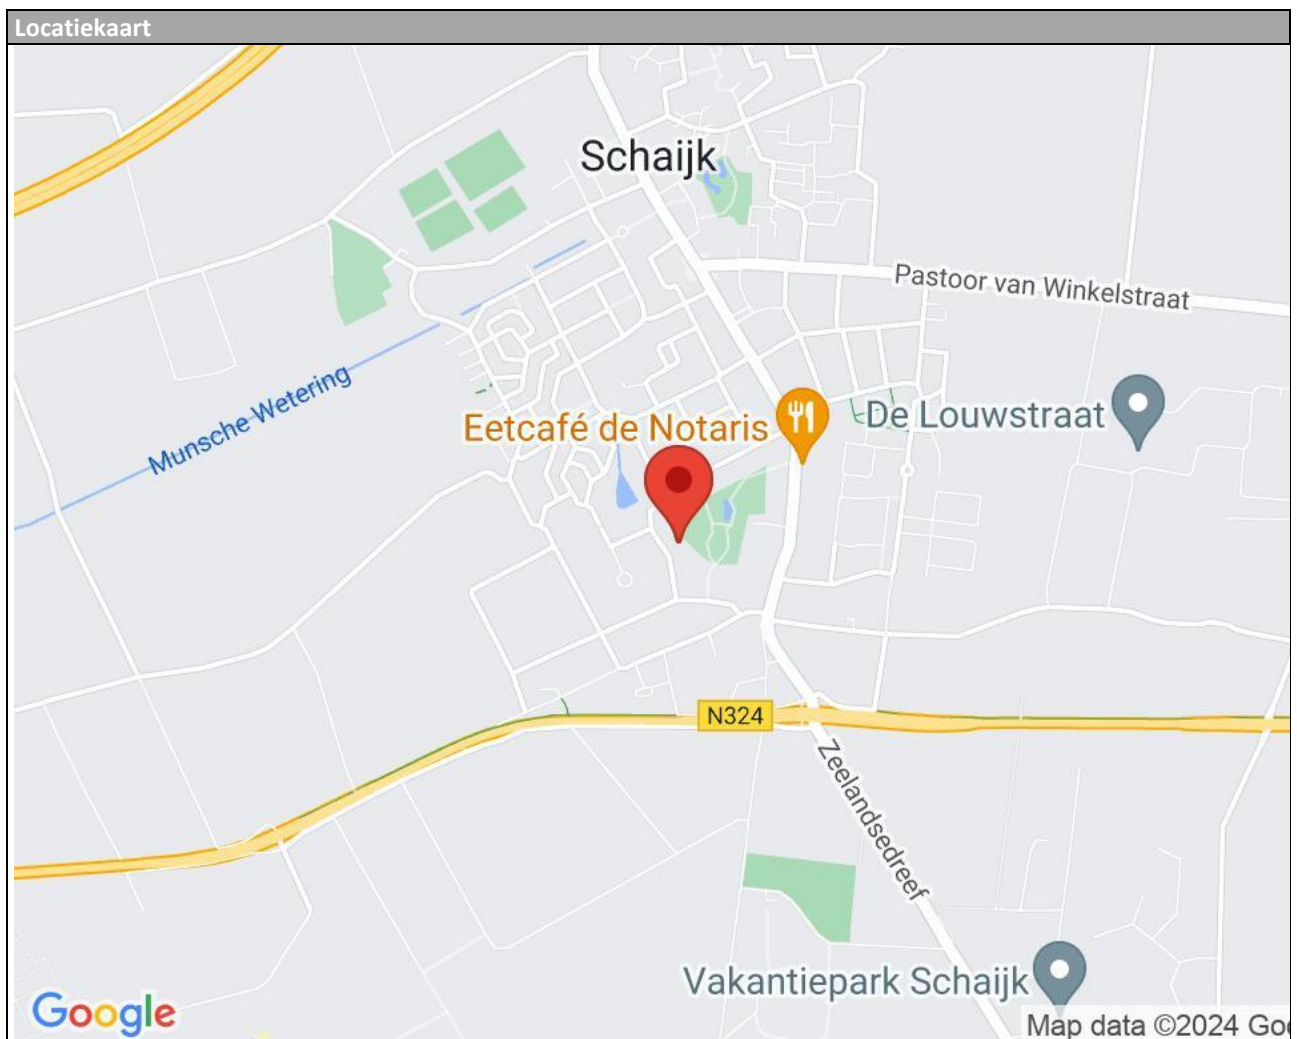 Locatiekaart
Schaijk
Pastoor van Winkelstraat
Munsche Wetering
Eetcafé de Notaris
De Louwstraat
N324
Zeelandsedreef
Vakantiepark Schaijk
Google
Map data ©2024 Goo